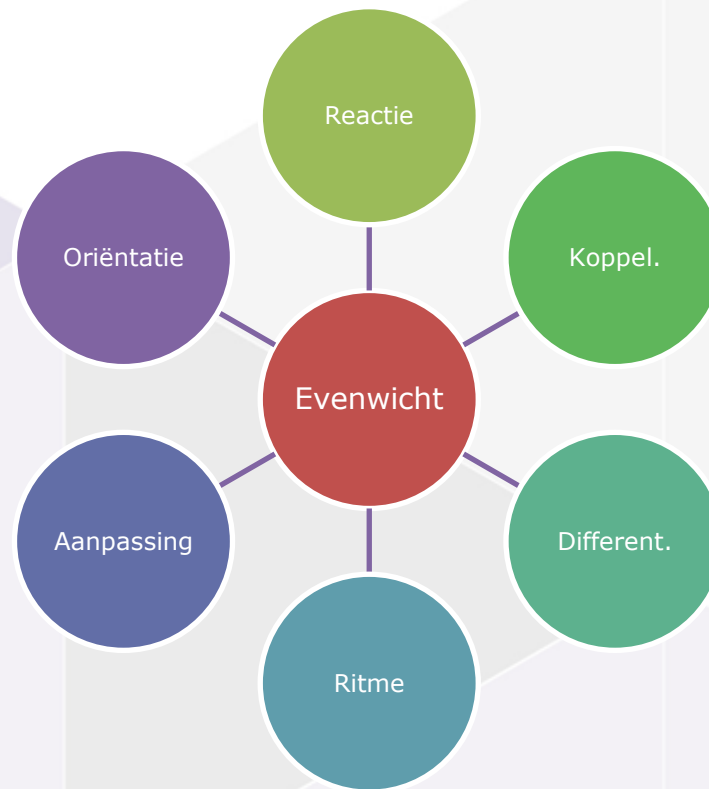 Reactie
Oriëntatie
Koppel.
Evenwicht
Aanpassing
Different.
Ritme